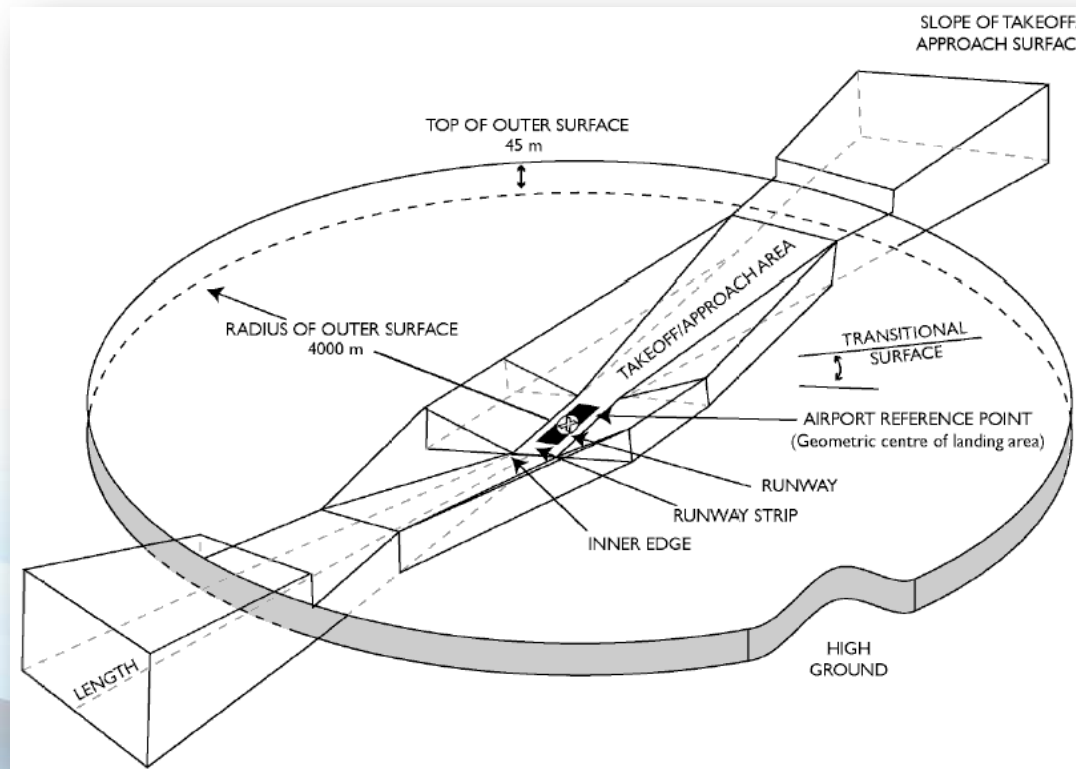 SLOPE OF TAKEOFF/
APPROACH SURFAC
TOP OF OUTER SURFACE
45 m
TAKEOFF/APPROACH AREA
RADIUS OF OUTER SURFACE
4000 m
TRANSITIONAL
SURFACE
AIRPORT REFERENCE POINT
(Geometric centre of landing area)
RUNWAY
RUNWAY STRIP
INNER EDGE
HIGH
GROUND
LENGTH